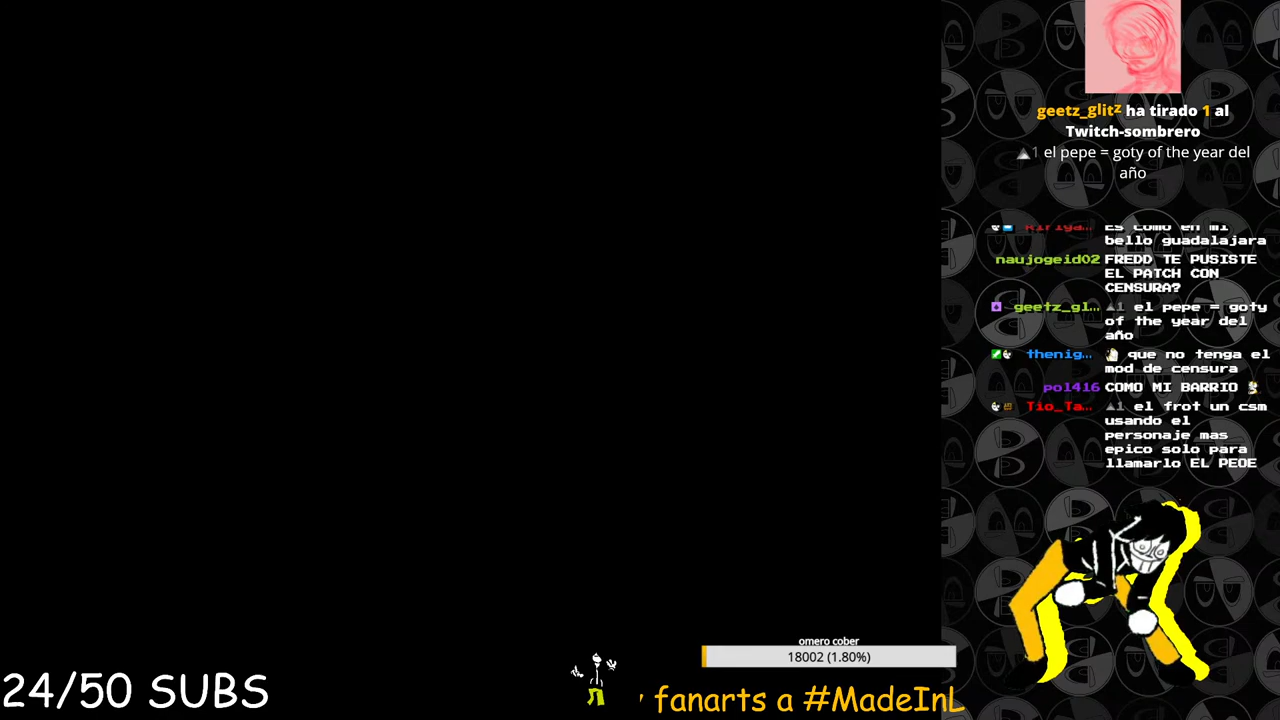 geetz_glitz ha tirado 1 al
Twitch-sombrero
1 el pepe = goty of the year del
año
Kiriya... Es como en mi
bello guadalajara
naujogeid02 FREDD TE PUSISTE
EL PATCH CON
CENSURA?
geetz_gl... 1 el pepe = goty
of the year del
año
thenig... que no tenga el
mod de censura
pol416 COMO MI BARRIO
Tio_Ta... 1 el frot un csm
usando el
personaje mas
epico solo para
llamarlo EL PEOE
omero cober
18002 (1.80%)
24/50 SUBS
y fanarts a #MadeInL